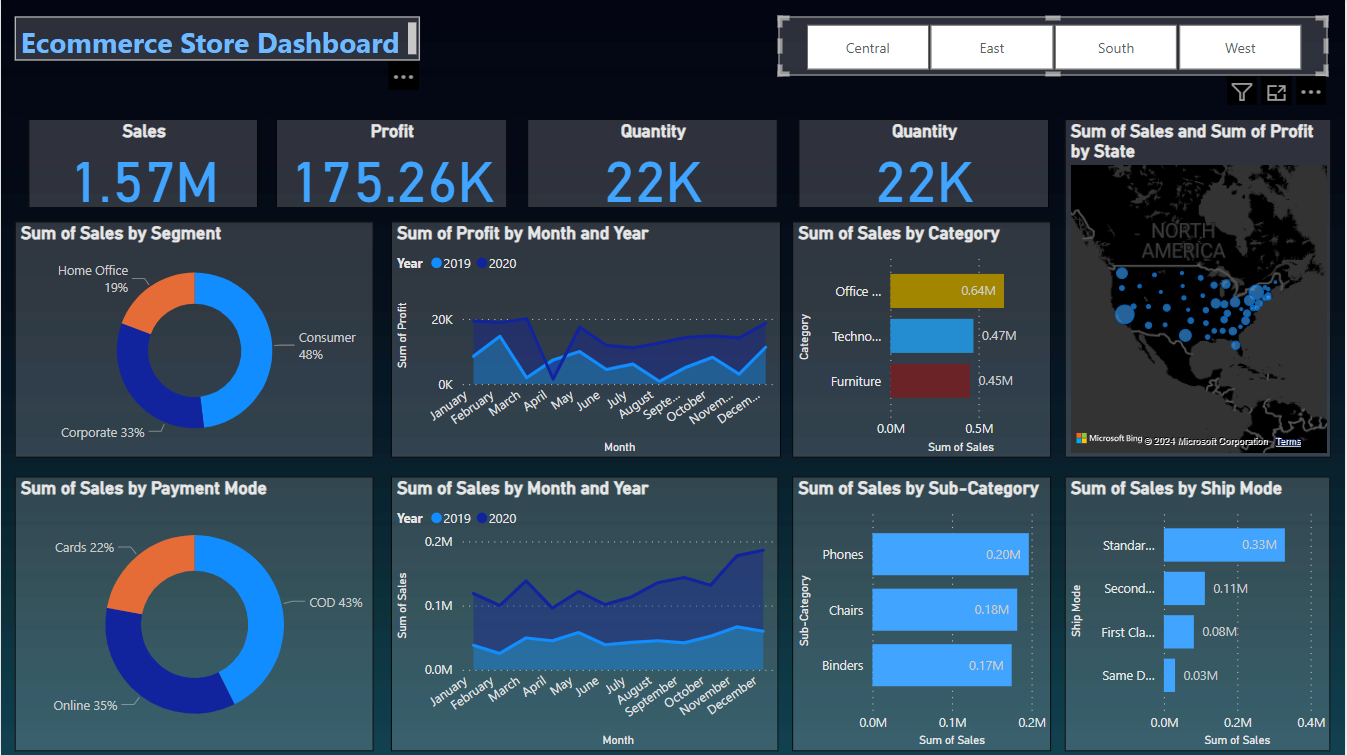 Ecommerce Store Dashboard
Central
East
South
West
Sales
1.57M
Profit
175.26K
Quantity
22K
Quantity
22K
Sum of Sales and Sum of Profit
by State
NORTH
AMERICA
Microsoft Bing
© 2024 Microsoft Corporation
Terms
Sum of Sales by Segment
Home Office
19%
Consumer
48%
Corporate 33%
Sum of Profit by Month and Year
Year 2019 2020
Sum of Profit
20K
0K
January
February
March
April
May
June
July
August
Septe...
October
Novem...
Decem...
Month
Sum of Sales by Category
Category
Office ...
0.64M
Techno...
0.47M
Furniture
0.45M
0.0M
0.5M
Sum of Sales
Sum of Sales by Payment Mode
Cards 22%
COD 43%
Online 35%
Sum of Sales by Month and Year
Year 2019 2020
Sum of Sales
0.2M
0.1M
0.0M
January
February
March
April
May
June
July
August
September
October
November
December
Month
Sum of Sales by Sub-Category
Sub-Category
Phones
0.20M
Chairs
0.18M
Binders
0.17M
0.0M
0.1M
0.2M
Sum of Sales
Sum of Sales by Ship Mode
Ship Mode
Standar...
0.33M
Second...
0.11M
First Cla...
0.08M
Same D...
0.03M
0.0M
0.2M
0.4M
Sum of Sales